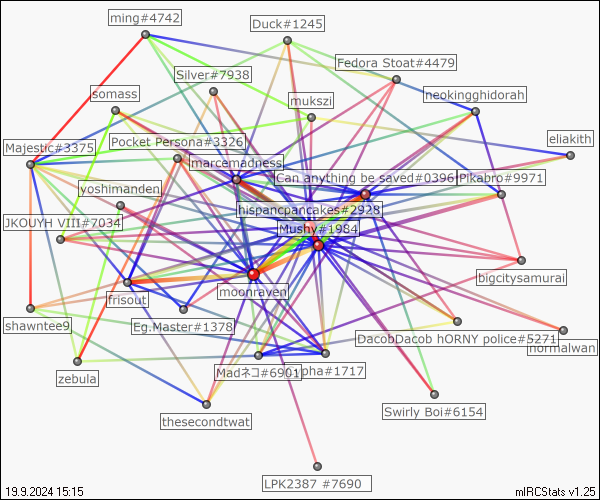 ming#4742
Duck#1245
Fedora Stoat#4479
Silver#7938
somass
mukszi
neokingghidorah
Pocket Persona#3326
Majestic#3375
eliakith
marcemadness
Can anything be saved#0396
Pikabro#9971
yoshimanden
hispancpancakes#2928
JKOUYH VIII#7034
Mushy#1984
bigcitysamurai
moonraven
frisout
shawntee9
Eg.Master#1378
DacobDacob hORNY police#5271
normalwan
Madネコ#6901
pha#1717
zebula
Swirly Boi#6154
thesecondtwat
LPK2387 #7690
19.9.2024 15:15
mIRCStats v1.25